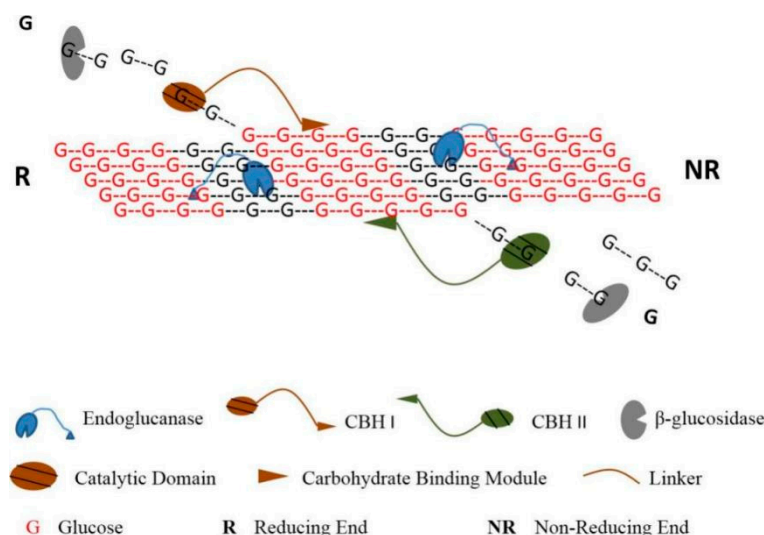 G
G---G G---G
G---G
G---G---G---G---G---G---G---G---G---G---G
G---G---G---G---G---G---G---G---G---G---G---G---G---G---G---G
G---G---G---G---G---G---G---G---G---G---G---G---G---G---G---G---G
R
NR
G---G---G---G---G---G---G---G---G---G---G---G---G---G---G---G
G---G---G---G---G---G---G---G---G---G---G---G---G---G---G---G---G
G---G---G---G---G---G---G---G---G---G---G
G---G
G---G---G
G---G
G
Endoglucanase CBH I CBH II β-glucosidase
Catalytic Domain Carbohydrate Binding Module Linker
G Glucose R Reducing End NR Non-Reducing End